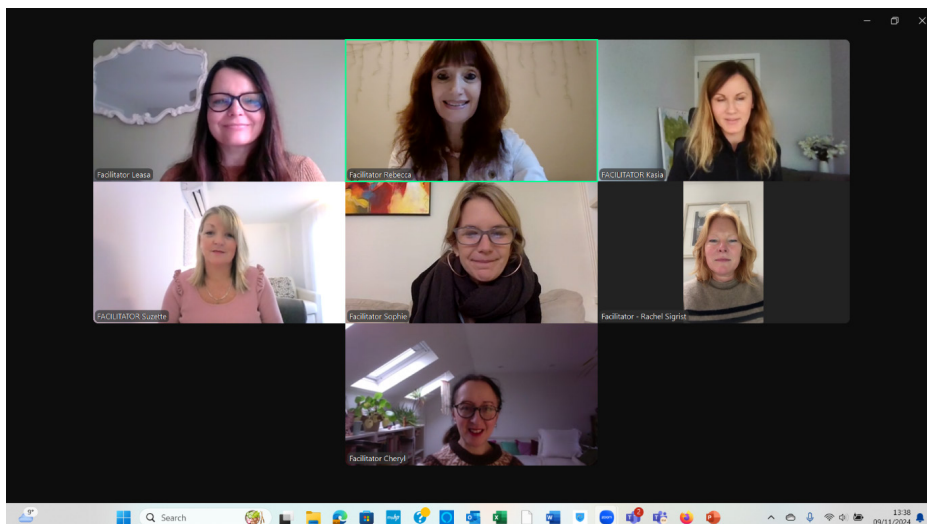 Facilitator Leasa
Facilitator Rebecca
FACILITATOR Kasia
FACILITATOR Suzette
Facilitator Sophie
Facilitator - Rachel Sigrist
Facilitator Cheryl
9°
Search
13:38
09/11/2024